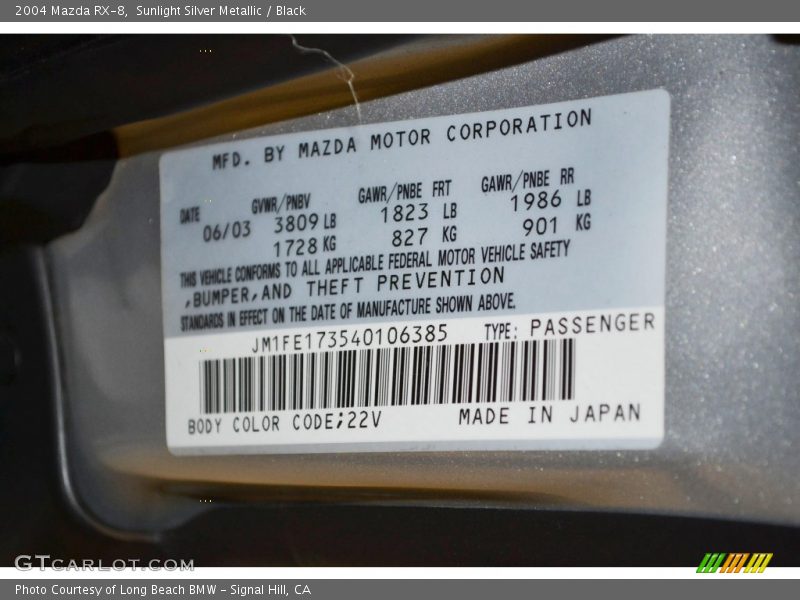 2004 Mazda RX-8,  Sunlight Silver Metallic / Black
MFD. BY MAZDA MOTOR CORPORATION
DATE GVWR/PNBV GAWR/PNBE FRT GAWR/PNBE RR
06/03 3809 LB 1823 LB 1986 LB
1728 KG 827 KG 901 KG
THIS VEHICLE CONFORMS TO ALL APPLICABLE FEDERAL MOTOR VEHICLE SAFETY
,BUMPER,AND THEFT PREVENTION
STANDARDS IN EFFECT ON THE DATE OF MANUFACTURE SHOWN ABOVE.
JM1FE173540106385 TYPE: PASSENGER
BODY COLOR CODE;22V MADE IN JAPAN
GTCARLOT.COM
Photo Courtesy of Long Beach BMW - Signal Hill, CA